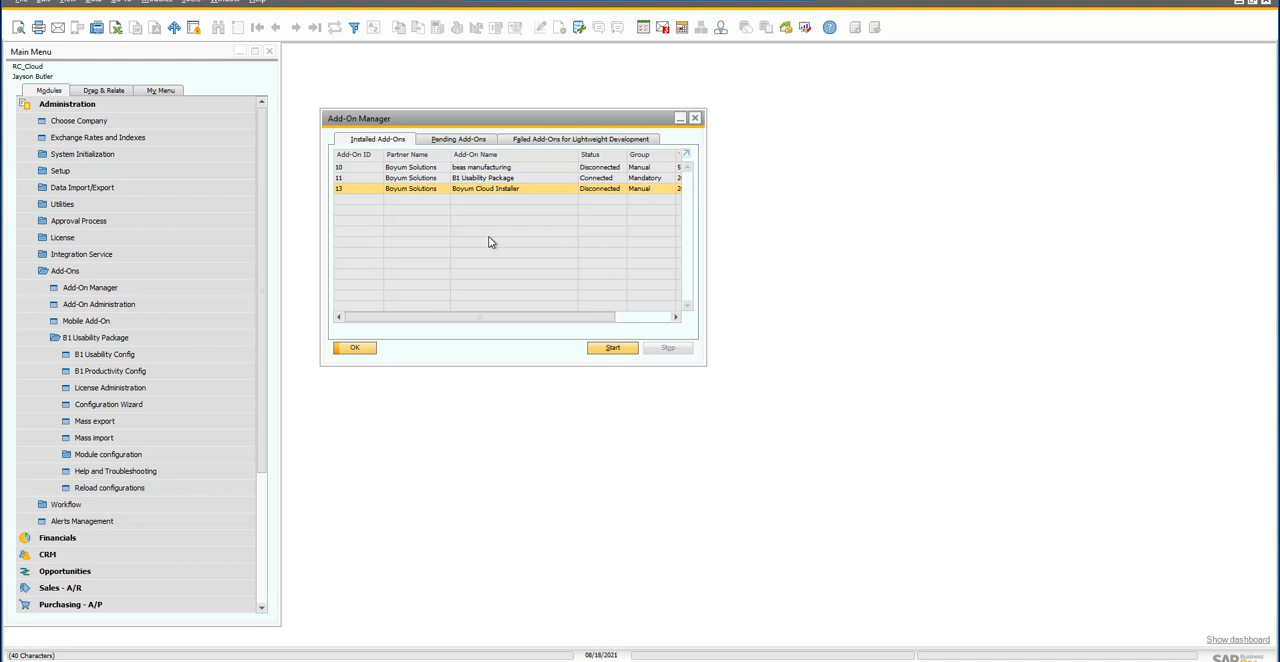 Main Menu
RC_Cloud
Jayson Butler
Modules
Drag & Relate
My Menu
Administration
Choose Company
Exchange Rates and Indexes
System Initialization
Setup
Data Import/Export
Utilities
Approval Process
License
Integration Service
Add-Ons
Add-On Manager
Add-On Administration
Mobile Add-On
B1 Usability Package
B1 Usability Config
B1 Productivity Config
License Administration
Configuration Wizard
Mass export
Mass import
Module configuration
Help and Troubleshooting
Reload configurations
Workflow
Alerts Management
Financials
CRM
Opportunities
Sales - A/R
Purchasing - A/P
Add-On Manager
Installed Add-Ons
Pending Add-Ons
Failed Add-Ons for Lightweight Development
Add-On ID Partner Name Add-On Name Status Group
10 Boyum Solutions beas manufacturing Disconnected Manual 5
11 Boyum Solutions B1 Usability Package Connected Mandatory 2
13 Boyum Solutions Boyum Cloud Installer Disconnected Manual 2
OK
Start
Stop
Show dashboard
(40 Characters)
08/18/2021
SAP Business